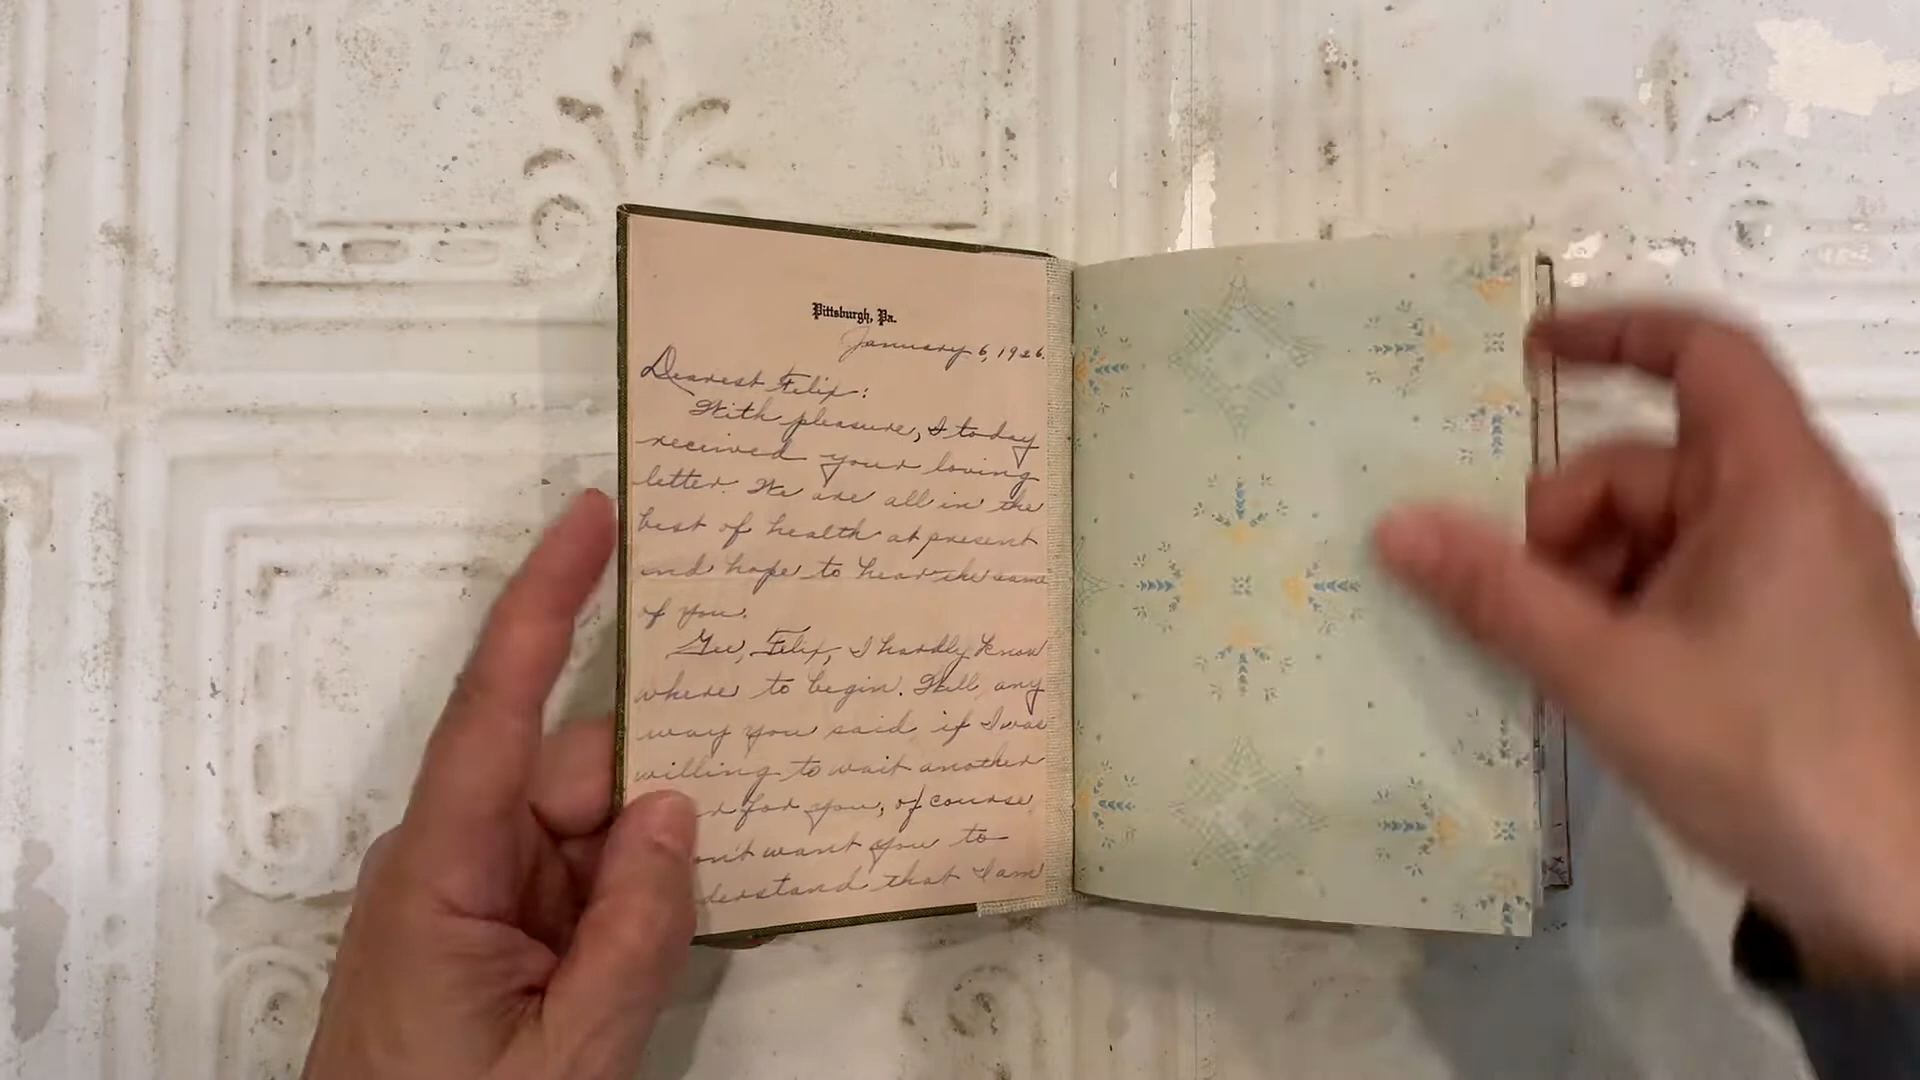 Pittsburgh, Pa.
January 6, 1926.
Dearest Felix:
With pleasure, I today
received your loving
letter. We are all in the
best of health at present
and hope to hear the same
of you.
Gee, Felix, I hardly know
where to begin. Well, any
way you said if I was
willing to wait another
for you, of course
want you to
that I am